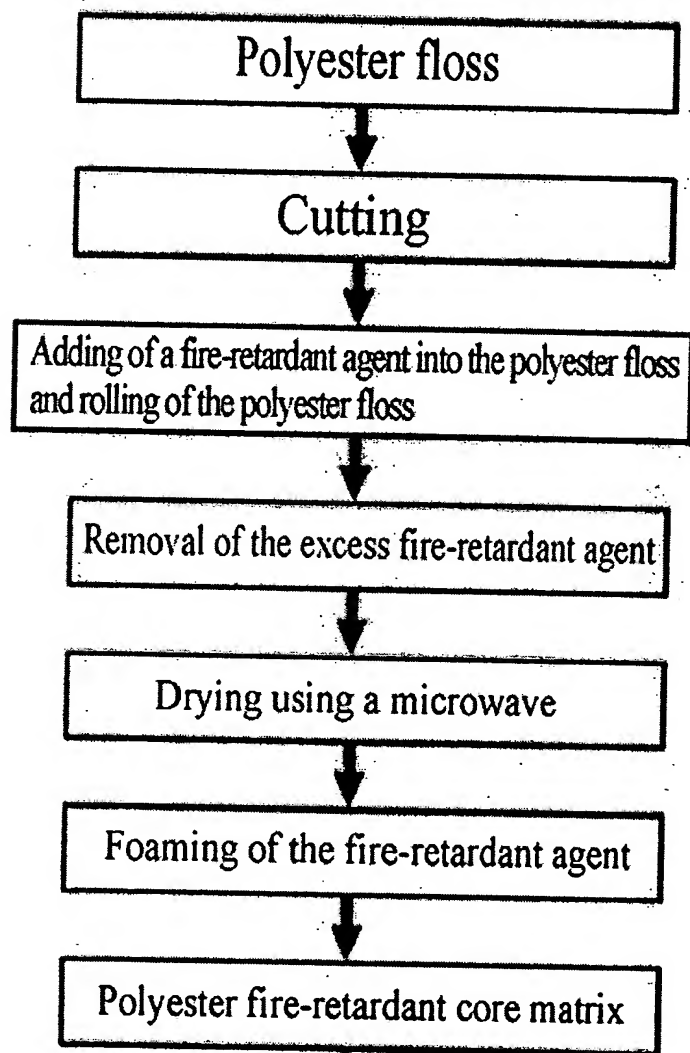 Polyester floss
Cutting
Adding of a fire-retardant agent into the polyester floss
and rolling of the polyester floss
Removal of the excess fire-retardant agent
Drying using a microwave
Foaming of the fire-retardant agent
Polyester fire-retardant core matrix